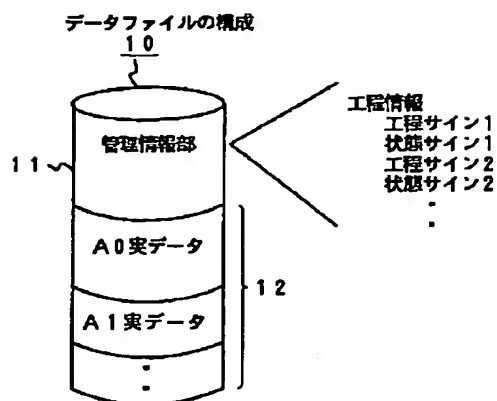 データファイルの構成
10
管理情報部
11
工程情報
工程サイン1
状態サイン1
工程サイン2
状態サイン2
A0実データ
12
A1実データ